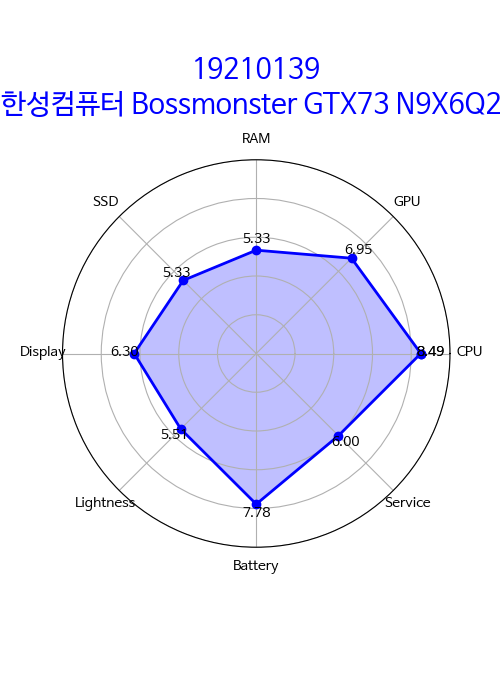 19210139
한성컴퓨터 Bossmonster GTX73 N9X6Q2
RAM
SSD
GPU
5.33
6.95
5.33
Display
6.30
8.49
CPU
5.51
6.00
Lightness
Service
7.78
Battery